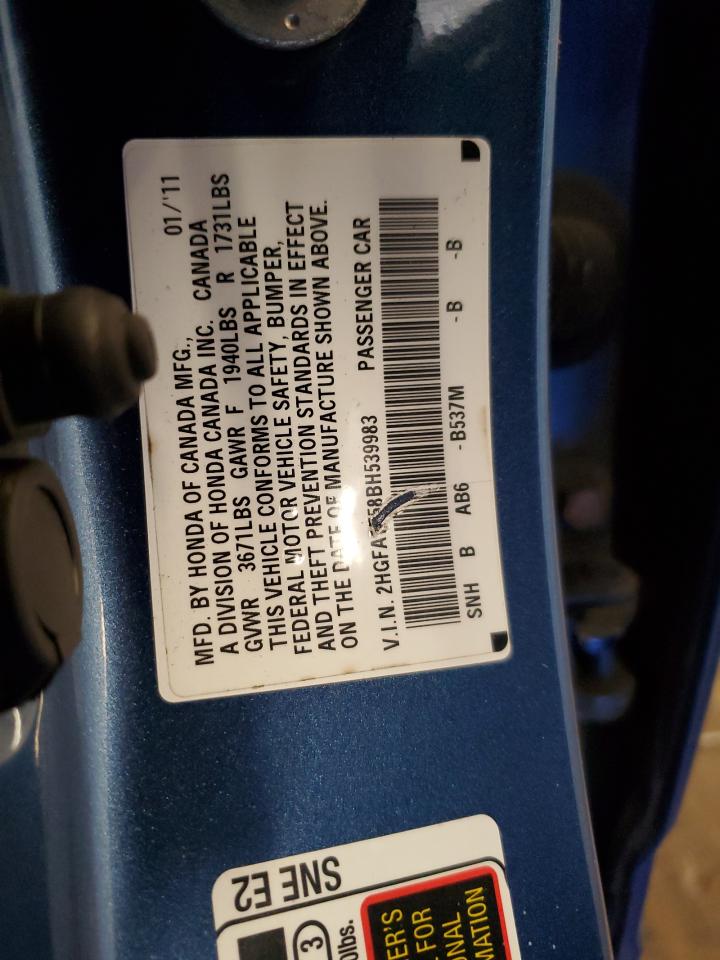 MFD. BY HONDA OF CANADA MFG., 01/'11
A DIVISION OF HONDA CANADA INC. CANADA
GVWR 3671LBS GAWR F 1940LBS R 1731LBS
THIS VEHICLE CONFORMS TO ALL APPLICABLE
FEDERAL MOTOR VEHICLE SAFETY, BUMPER,
AND THEFT PREVENTION STANDARDS IN EFFECT
ON THE DATE OF MANUFACTURE SHOWN ABOVE.
V.I.N. PASSENGER CAR
SNH B AB6 -B537M - B -B
SNE E2
3
FOR